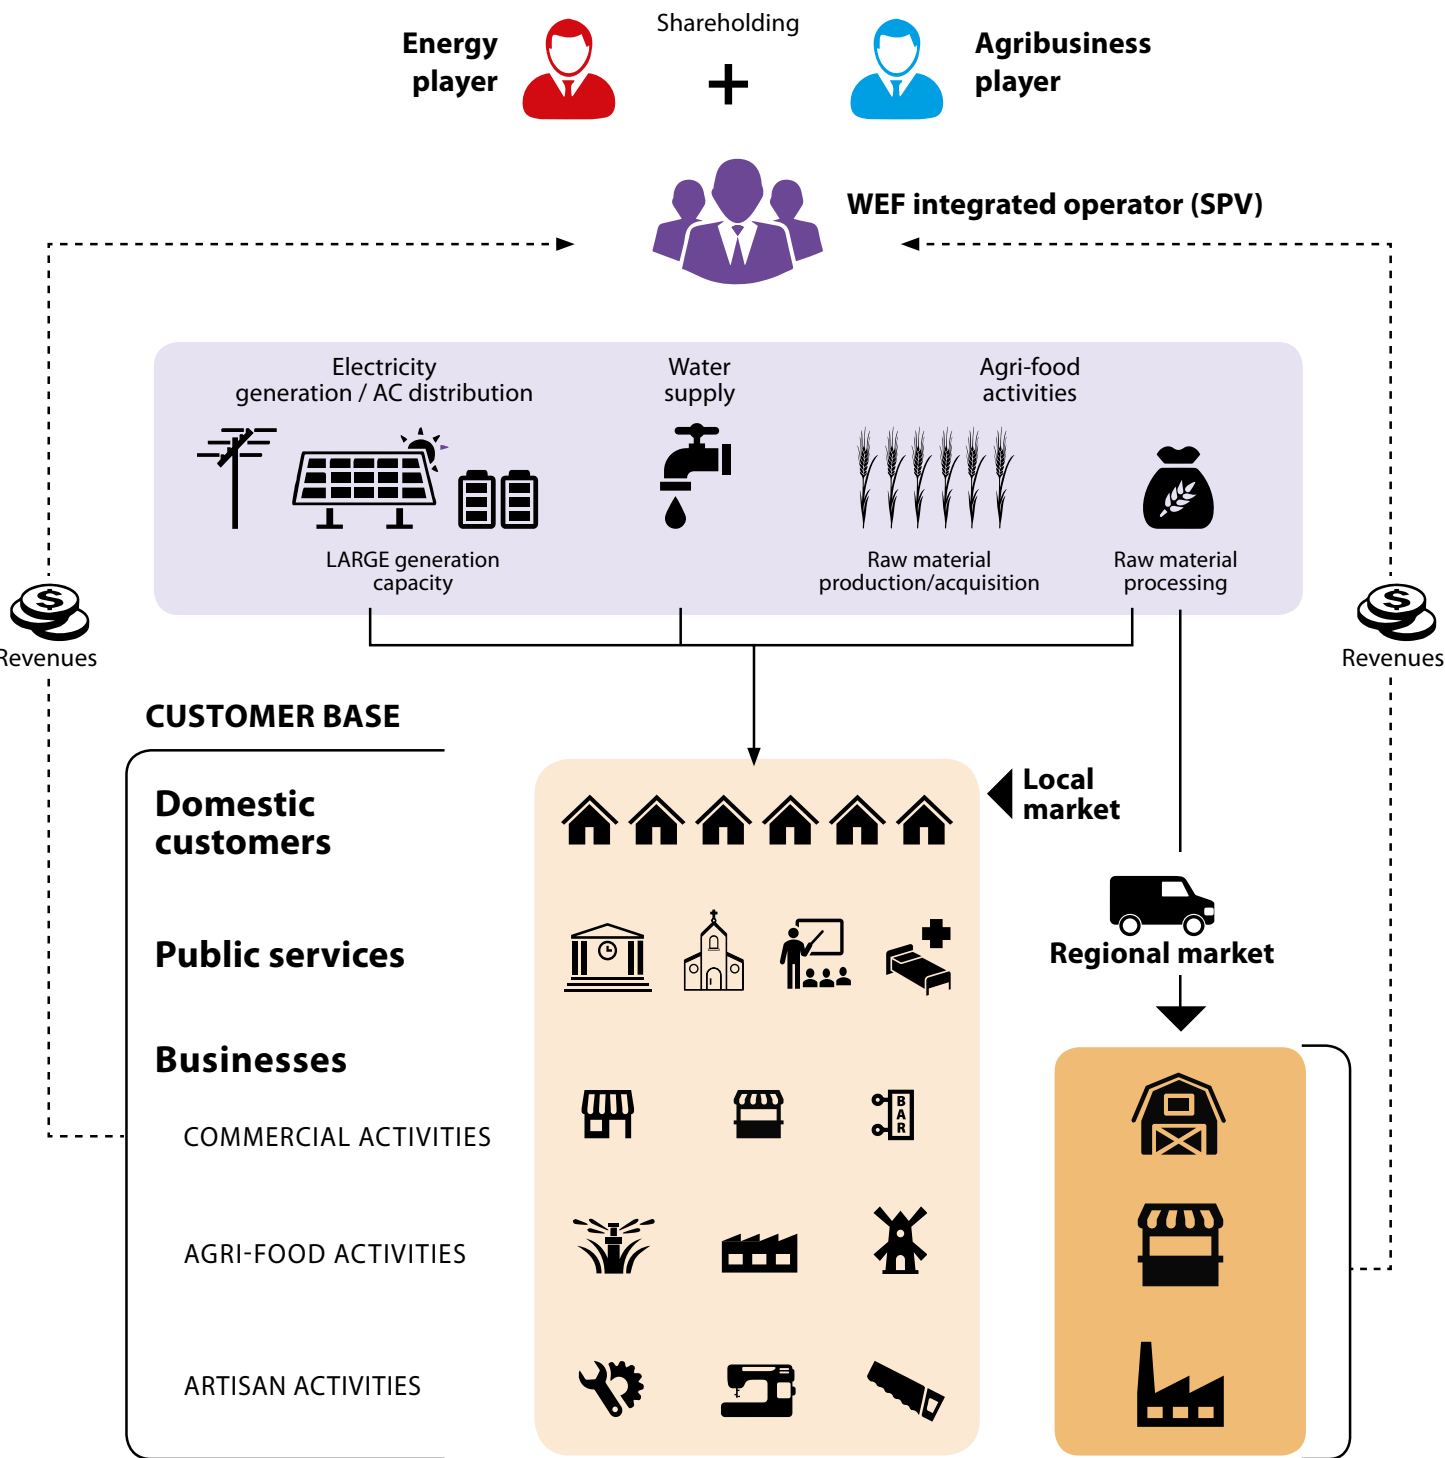 Shareholding
Energy
player
Agribusiness
player
WEF integrated operator (SPV)
Electricity
generation / AC distribution
Water
supply
Agri-food
activities
LARGE generation
capacity
Raw material
production/acquisition
Raw material
processing
$
Revenues
$
Revenues
CUSTOMER BASE
Domestic
customers
Local
market
Public services
Regional market
Businesses
COMMERCIAL ACTIVITIES
BAR
AGRI-FOOD ACTIVITIES
ARTISAN ACTIVITIES